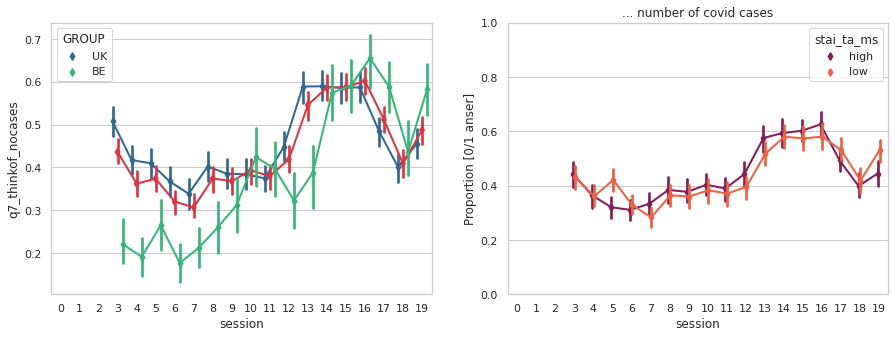 ... number of covid cases
GROUP
UK
BE
q7_thinkof_nocases
0.7
0.6
0.5
0.4
0.3
0.2
0 1 2 3 4 5 6 7 8 9 10 11 12 13 14 15 16 17 18 19
session
stai_ta_ms
high
low
Proportion [0/1 anser]
1.0
0.8
0.6
0.4
0.2
0.0
0 1 2 3 4 5 6 7 8 9 10 11 12 13 14 15 16 17 18 19
session